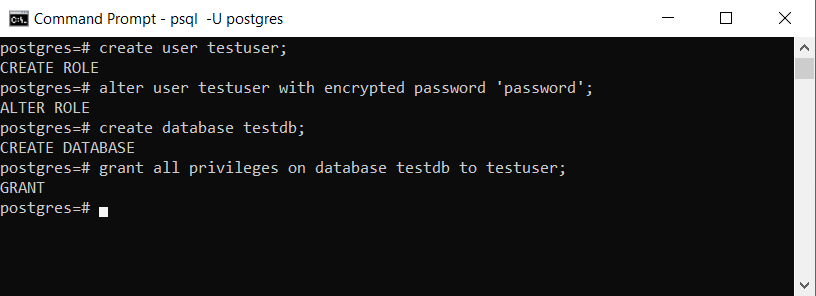 Command Prompt - psql  -U postgres
postgres=# create user testuser;
CREATE ROLE
postgres=# alter user testuser with encrypted password 'password';
ALTER ROLE
postgres=# create database testdb;
CREATE DATABASE
postgres=# grant all privileges on database testdb to testuser;
GRANT
postgres=#